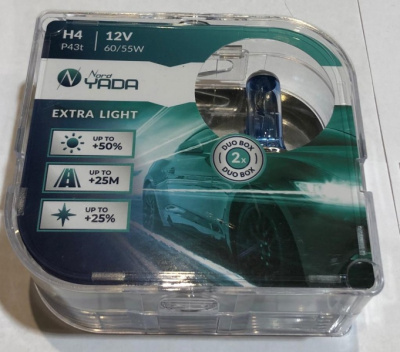 H4 12V
P43t 60/55W
Nord
YADA
EXTRA LIGHT
UP TO
+50%
UP TO
+25M
UP TO
+25%
DUO BOX
2x
DUO BOX